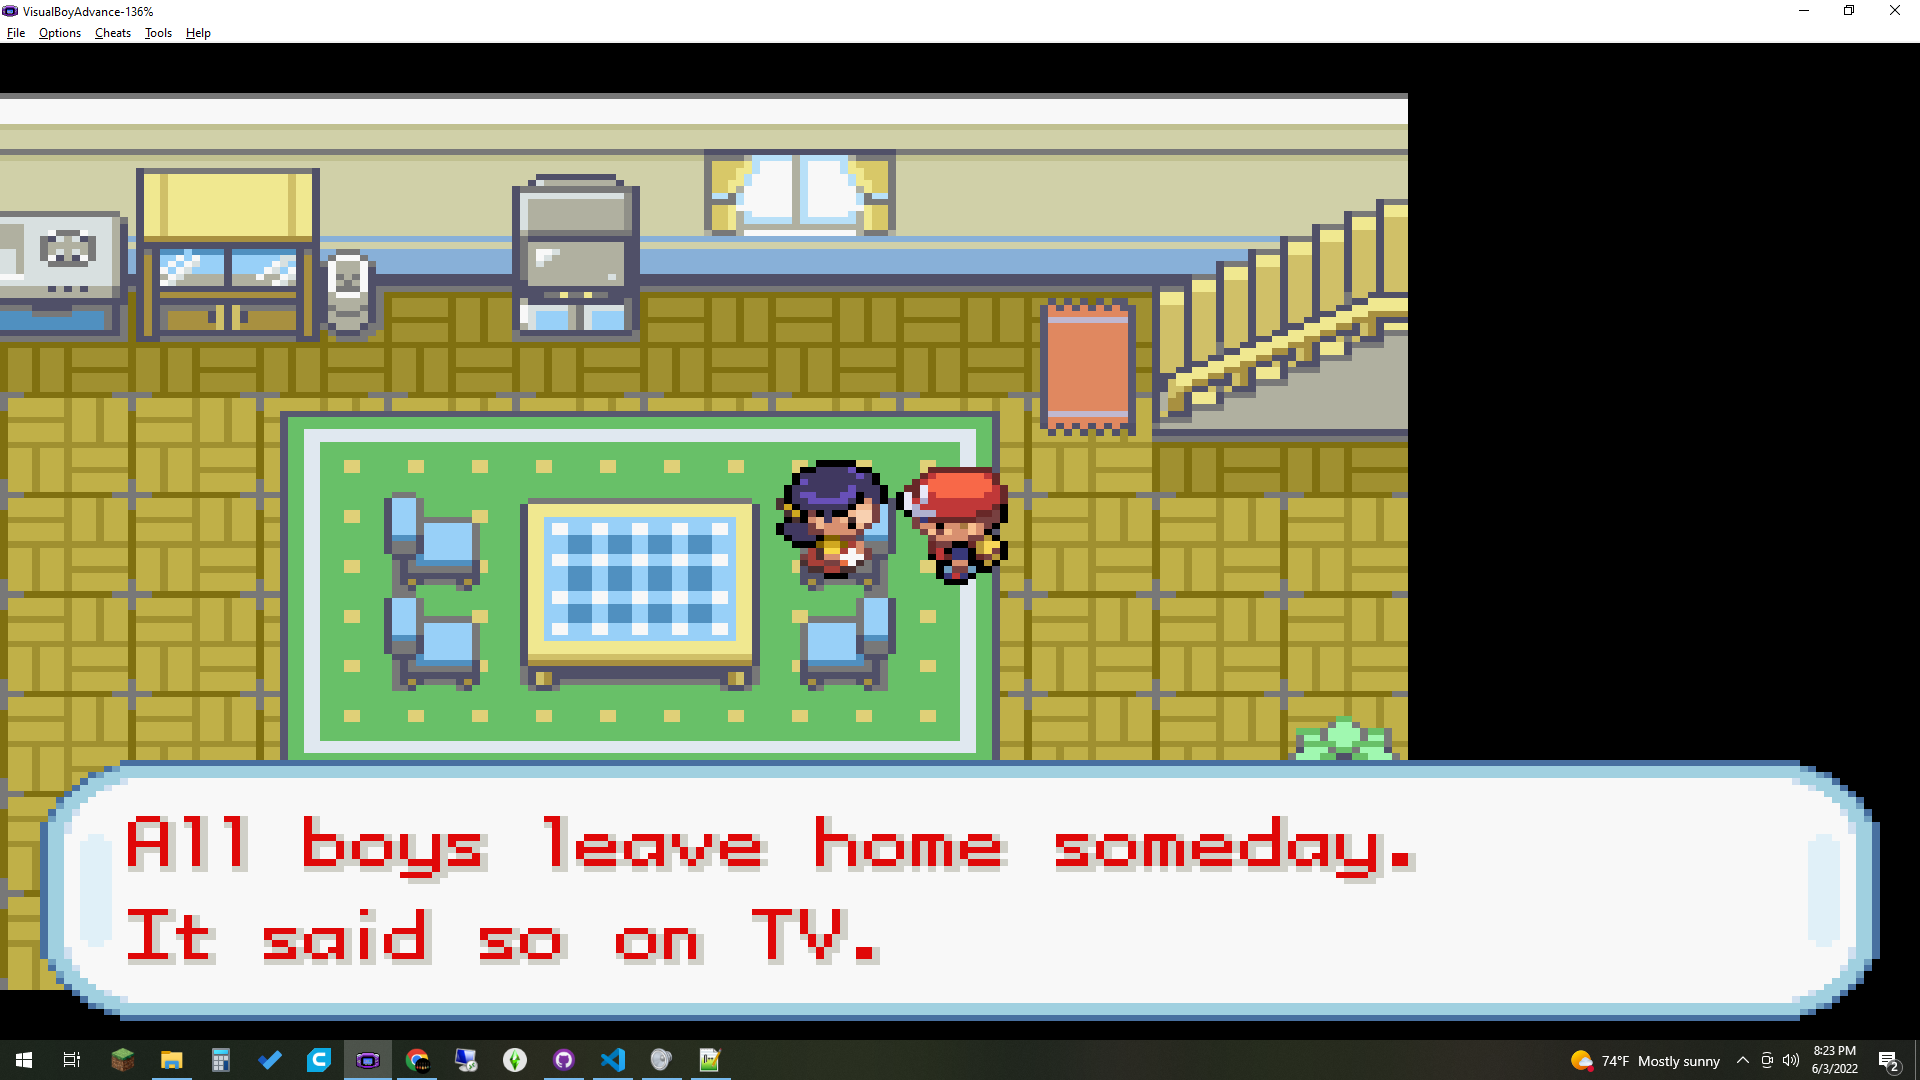 VisualBoyAdvance-136%
File Options Cheats Tools Help
All boys leave home someday.
It said so on TV.
74°F Mostly sunny
8:23 PM
6/3/2022
2